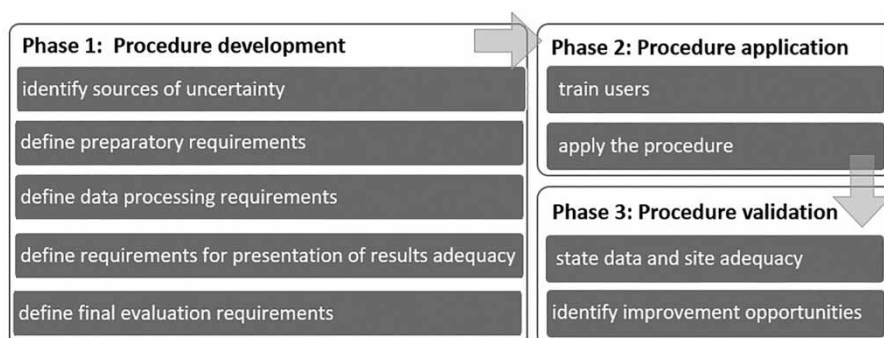 Phase 1: Procedure development
identify sources of uncertainty
define preparatory requirements
define data processing requirements
define requirements for presentation of results adequacy
define final evaluation requirements
Phase 2: Procedure application
train users
apply the procedure
Phase 3: Procedure validation
state data and site adequacy
identify improvement opportunities